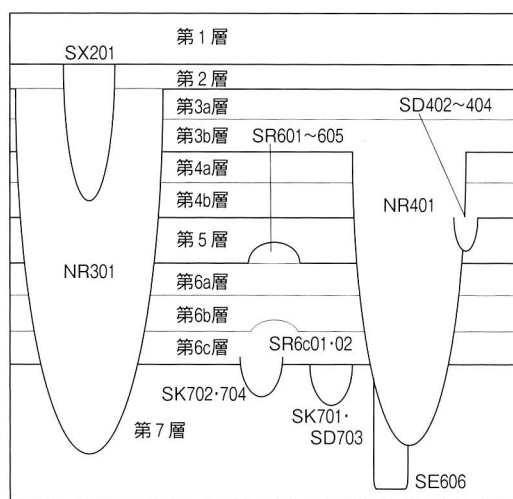 第1層
SX201
第2層
第3a層
SD402～404
第3b層
SR601～605
第4a層
第4b層
NR401
第5層
NR301
第6a層
第6b層
第6c層
SR6c01・02
SK702・704
SK701・
SD703
第7層
SE606